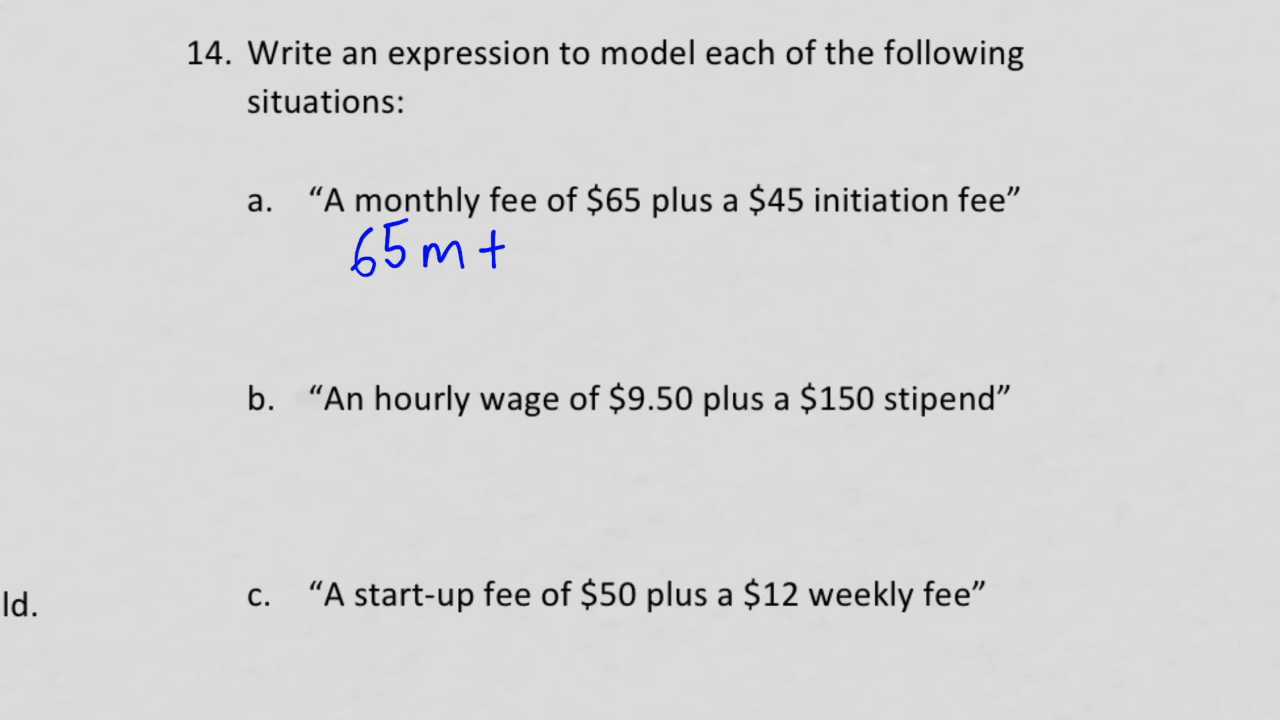 14. Write an expression to model each of the following
situations:
a. “A monthly fee of $65 plus a $45 initiation fee”
65m+
b. “An hourly wage of $9.50 plus a $150 stipend”
ld.
c. “A start-up fee of $50 plus a $12 weekly fee”